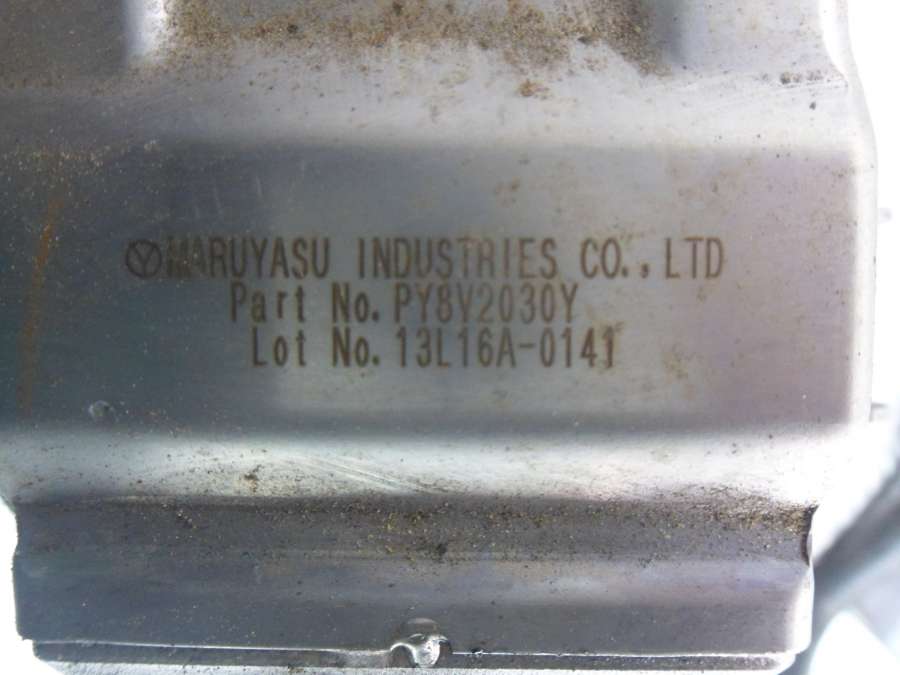 MARUYASU INDUSTRIES CO.,LTD
Part No. PY8V2030Y
Lot No. 13L16A-0141